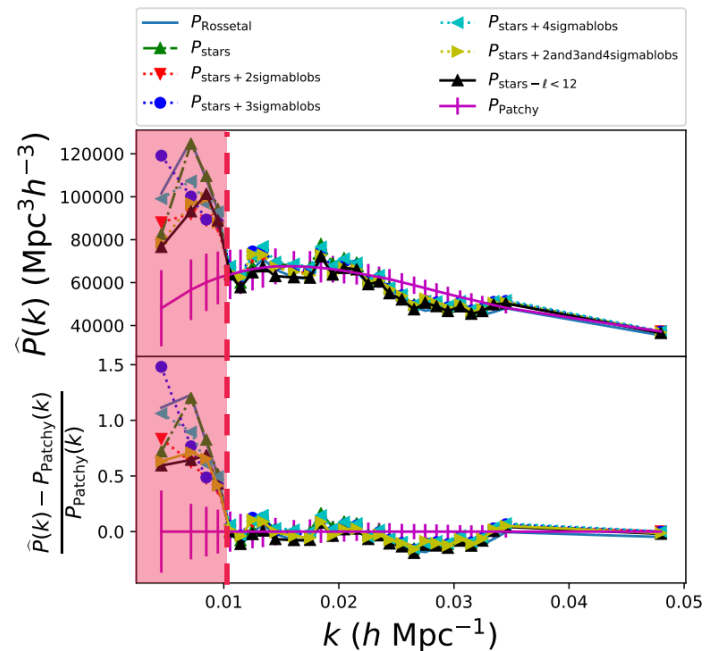 P_Rossetal
P_stars
P_stars + 2sigmablobs
P_stars + 3sigmablobs
P_stars + 4sigmablobs
P_stars + 2and3and4sigmablobs
P_stars − ℓ < 12
P_Patchy
120000
100000
80000
60000
40000
P̂(k) (Mpc³h⁻³)
1.5
1.0
0.5
0.0
P̂(k) − P_Patchy(k)
P_Patchy(k)
0.01
0.02
0.03
0.04
0.05
k (h Mpc⁻¹)